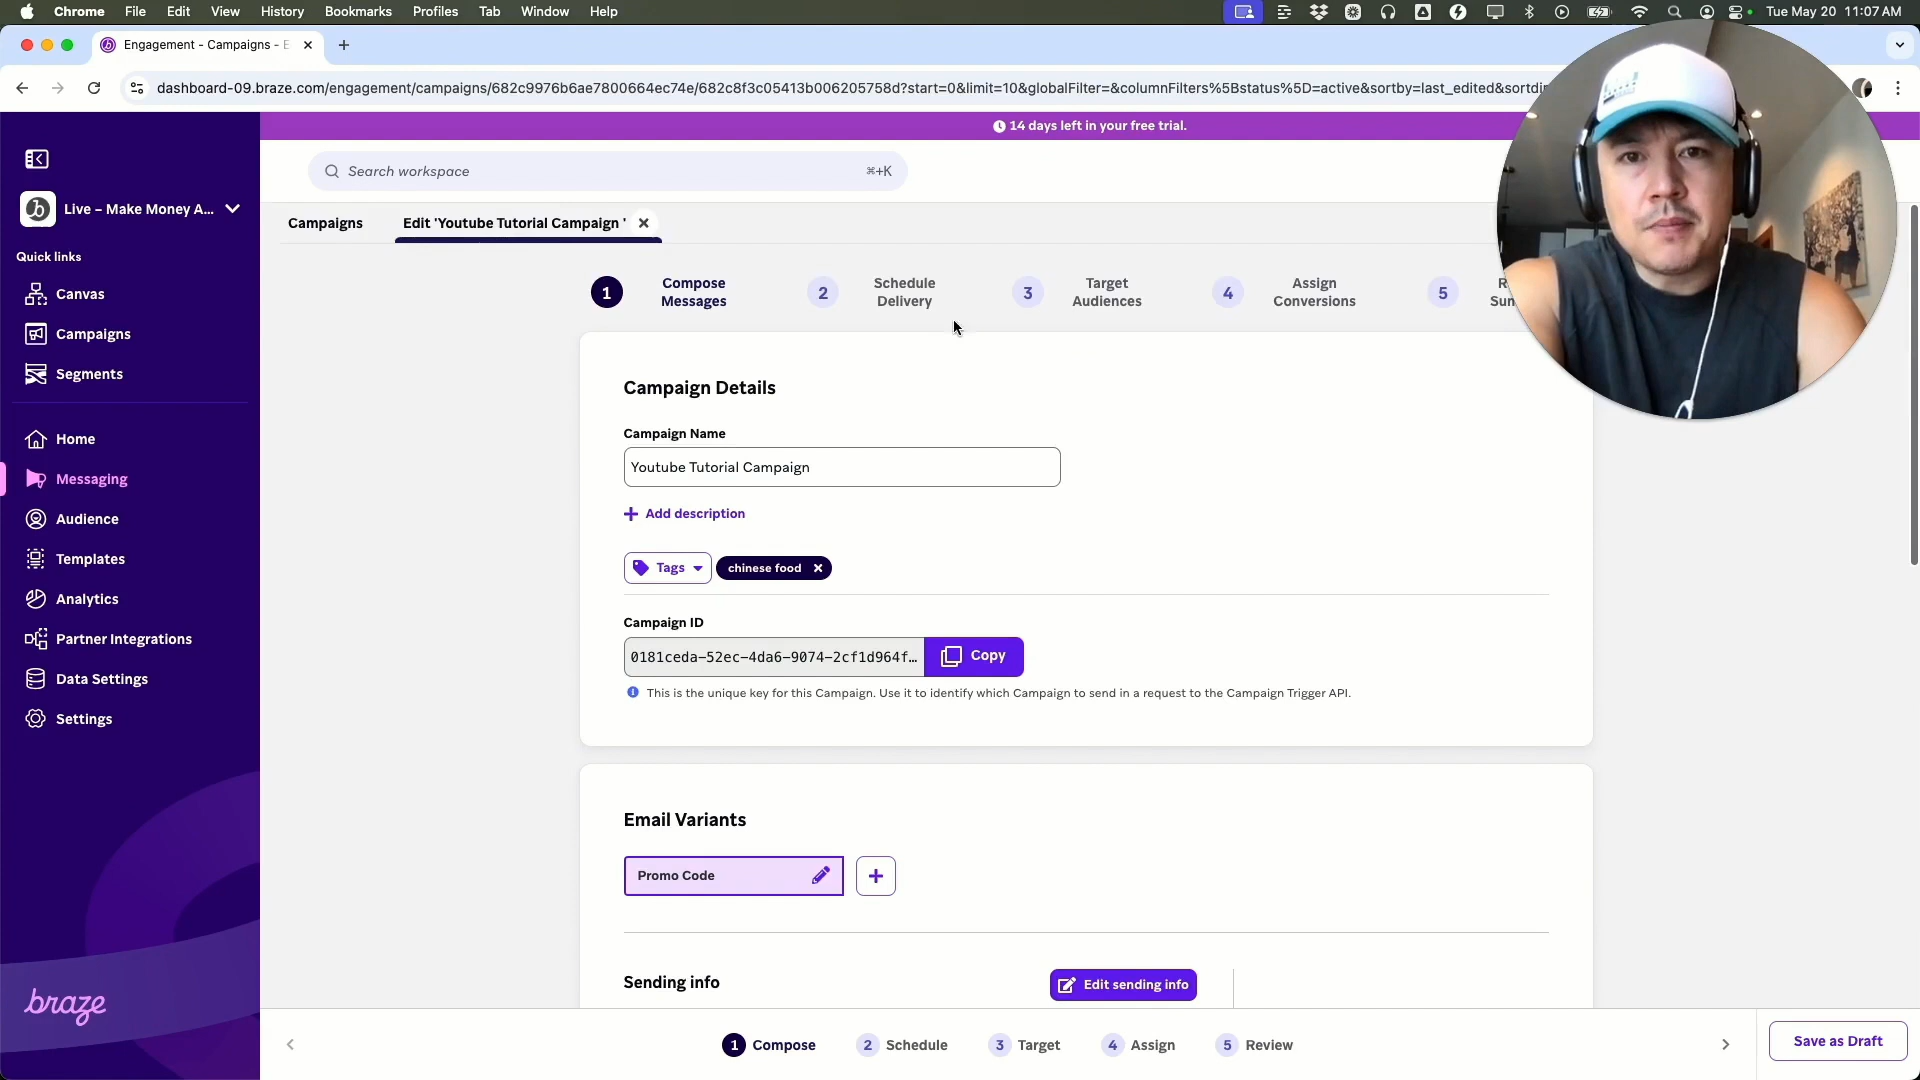 Chrome File Edit View History Bookmarks Profiles Tab Window Help Tue May 20 11:07 AM
Engagement - Campaigns - E
dashboard-09.braze.com/engagement/campaigns/682c9976b6ae7800664ec74e/682c8f3c05413b006205758d?start=0&limit=10&globalFilter=&columnFilters%5Bstatus%5D=active&sortby=last_edited&sortdi
14 days left in your free trial.
Search workspace ⌘+K
Live – Make Money A...
Quick links
Canvas
Campaigns
Segments
Home
Messaging
Audience
Templates
Analytics
Partner Integrations
Data Settings
Settings
braze
Campaigns Edit 'Youtube Tutorial Campaign '
1 Compose Messages
2 Schedule Delivery
3 Target Audiences
4 Assign Conversions
5
Campaign Details
Campaign Name
Youtube Tutorial Campaign
Add description
Tags chinese food
Campaign ID
0181ceda-52ec-4da6-9074-2cf1d964f... Copy
This is the unique key for this Campaign. Use it to identify which Campaign to send in a request to the Campaign Trigger API.
Email Variants
Promo Code
Sending info Edit sending info
1 Compose 2 Schedule 3 Target 4 Assign 5 Review Save as Draft